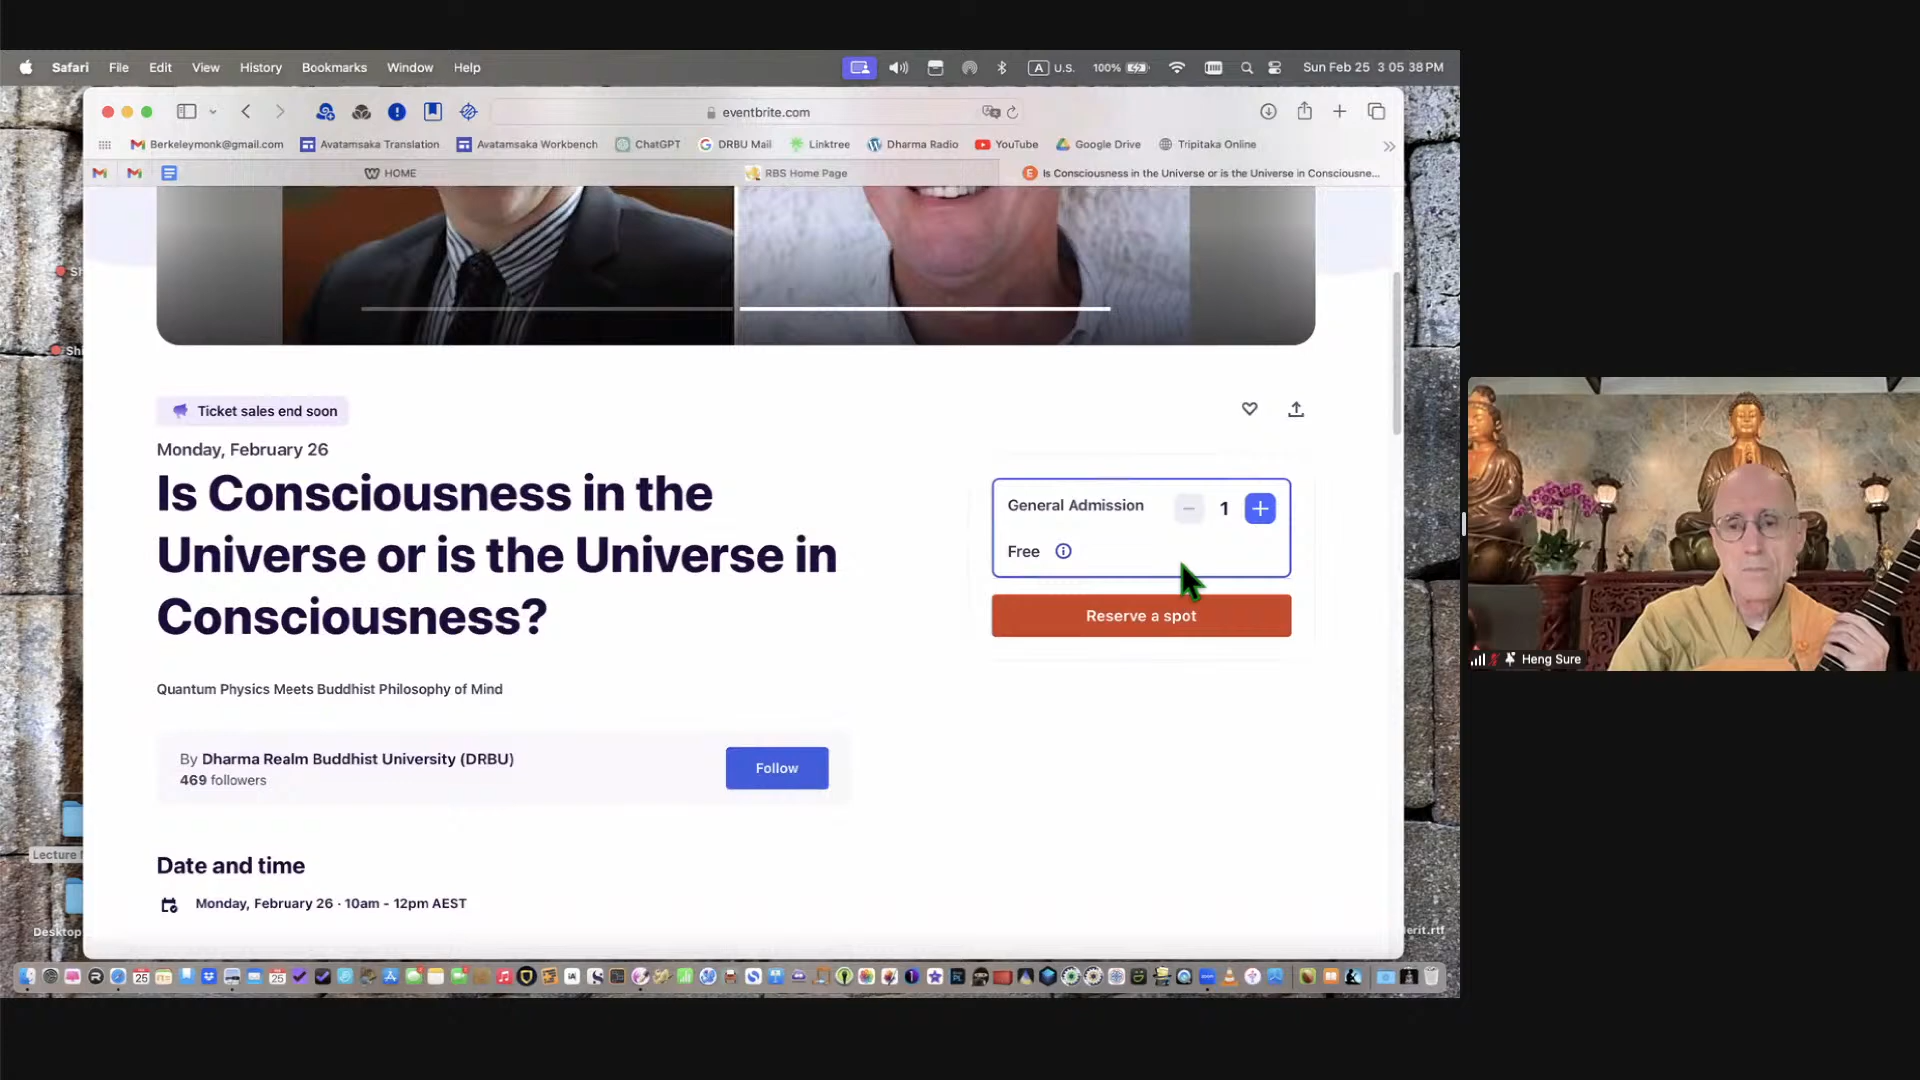 Safari File Edit View History Bookmarks Window Help
A U.S. 100% Sun Feb 25 3 05 38 PM
eventbrite.com
Berkeleymonk@gmail.com Avatamsaka Translation Avatamsaka Workbench ChatGPT DRBU Mail Linktree Dharma Radio YouTube Google Drive Tripitaka Online
HOME RBS Home Page Is Consciousness in the Universe or is the Universe in Consciousne...
Ticket sales end soon
Monday, February 26
Is Consciousness in the
Universe or is the Universe in
Consciousness?
General Admission 1
Free
Reserve a spot
Quantum Physics Meets Buddhist Philosophy of Mind
By Dharma Realm Buddhist University (DRBU)
469 followers
Follow
Date and time
Monday, February 26 · 10am - 12pm AEST
Lecture
Desktop
erit.rtf
Heng Sure